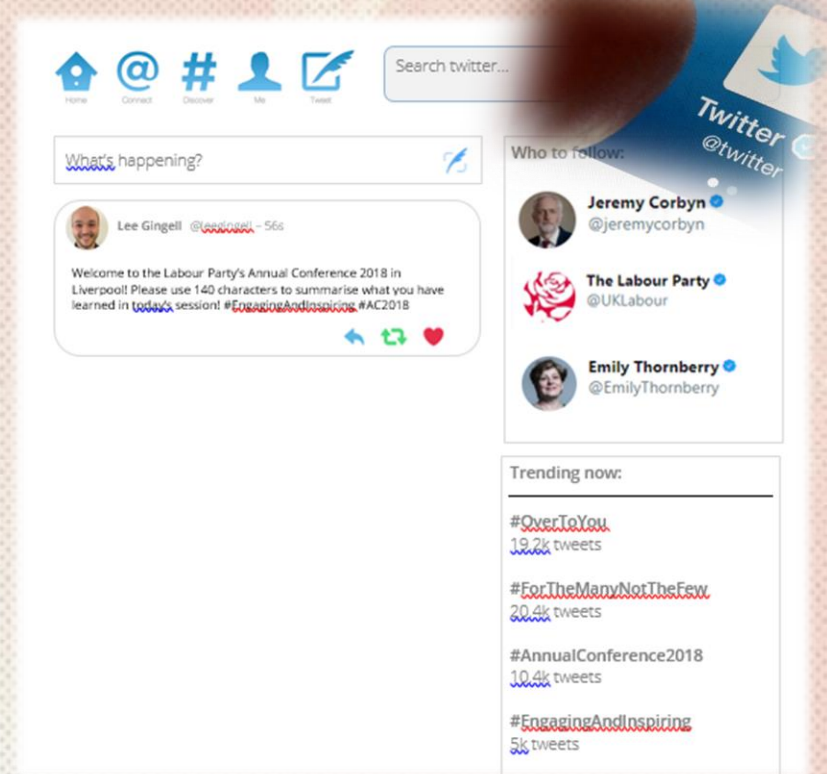 Home
Connect
Discover
Me
Tweet
Search twitter...
Twitter
@twitter
What's happening?
Lee Gingell @leegingell – 56s
Welcome to the Labour Party's Annual Conference 2018 in
Liverpool! Please use 140 characters to summarise what you have
learned in today's session! #EngagingAndInspiring #AC2018
Who to follow:
Jeremy Corbyn
@jeremycorbyn
The Labour Party
@UKLabour
Emily Thornberry
@EmilyThornberry
Trending now:
#OverToYou
19.2k tweets
#ForTheManyNotTheFew
20.4k tweets
#AnnualConference2018
10.4k tweets
#EngagingAndInspiring
5k tweets